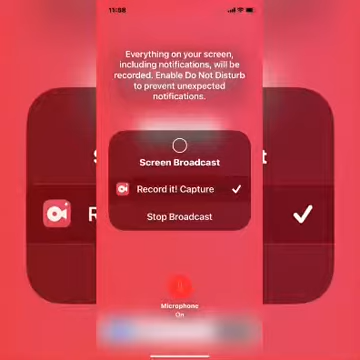 11:58
Everything on your screen,
including notifications, will be
recorded. Enable Do Not Disturb
to prevent unexpected
notifications.
Screen Broadcast
Record it! Capture
Stop Broadcast
Microphone
On